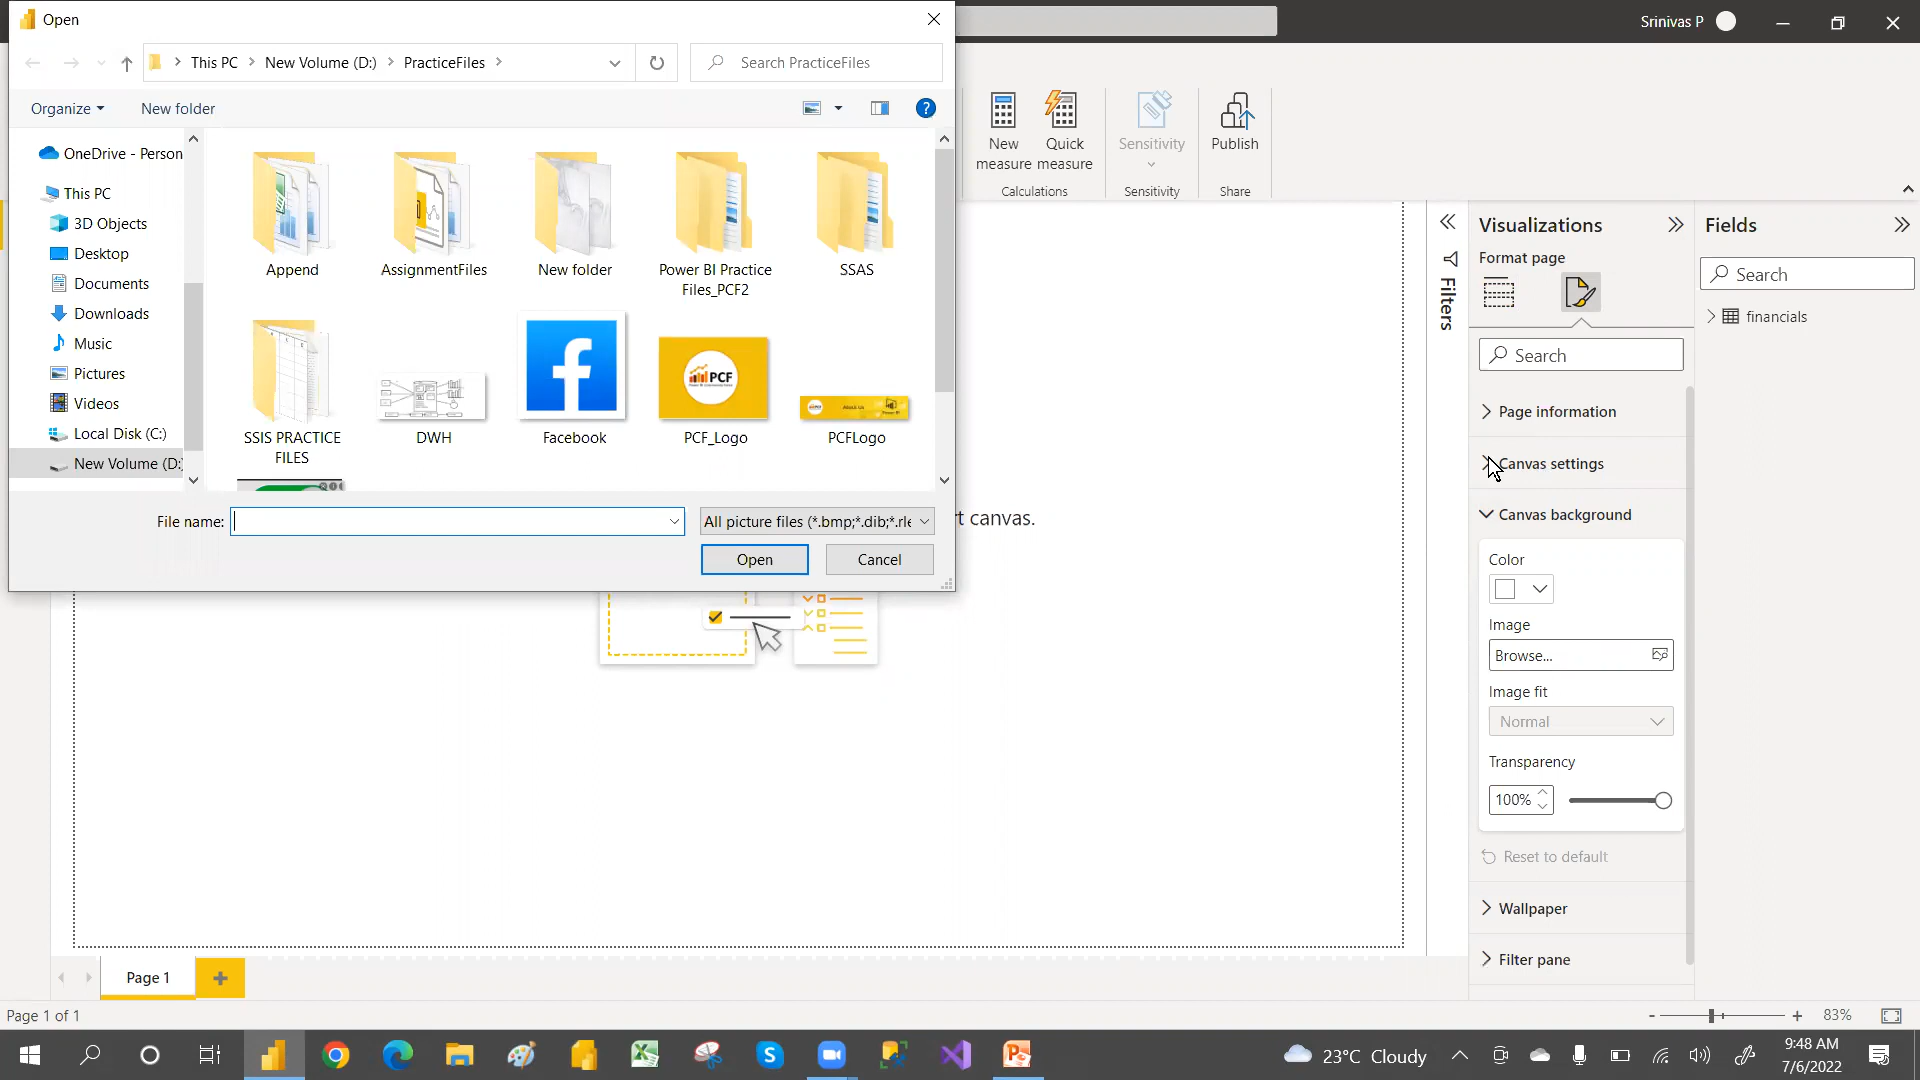 Open
Srinivas P
This PC
New Volume (D:)
PracticeFiles
Search PracticeFiles
Organize
New folder
OneDrive - Person
This PC
3D Objects
Desktop
Documents
Downloads
Music
Pictures
Videos
Local Disk (C:)
New Volume (D:
Append
AssignmentFiles
New folder
Power BI Practice
Files_PCF2
SSAS
SSIS PRACTICE
FILES
DWH
Facebook
PCF
PCF_Logo
About Us
PCFLogo
File name:
All picture files (*.bmp;*.dib;*.rle
Open
Cancel
New
measure
Quick
measure
Calculations
Sensitivity
Sensitivity
Publish
Share
t canvas.
Filters
Visualizations
Format page
Search
Page information
Canvas settings
Canvas background
Color
Image
Browse...
Image fit
Normal
Transparency
100%
Reset to default
Wallpaper
Filter pane
Fields
Search
financials
Page 1
Page 1 of 1
- + 83%
23°C Cloudy
9:48 AM
7/6/2022